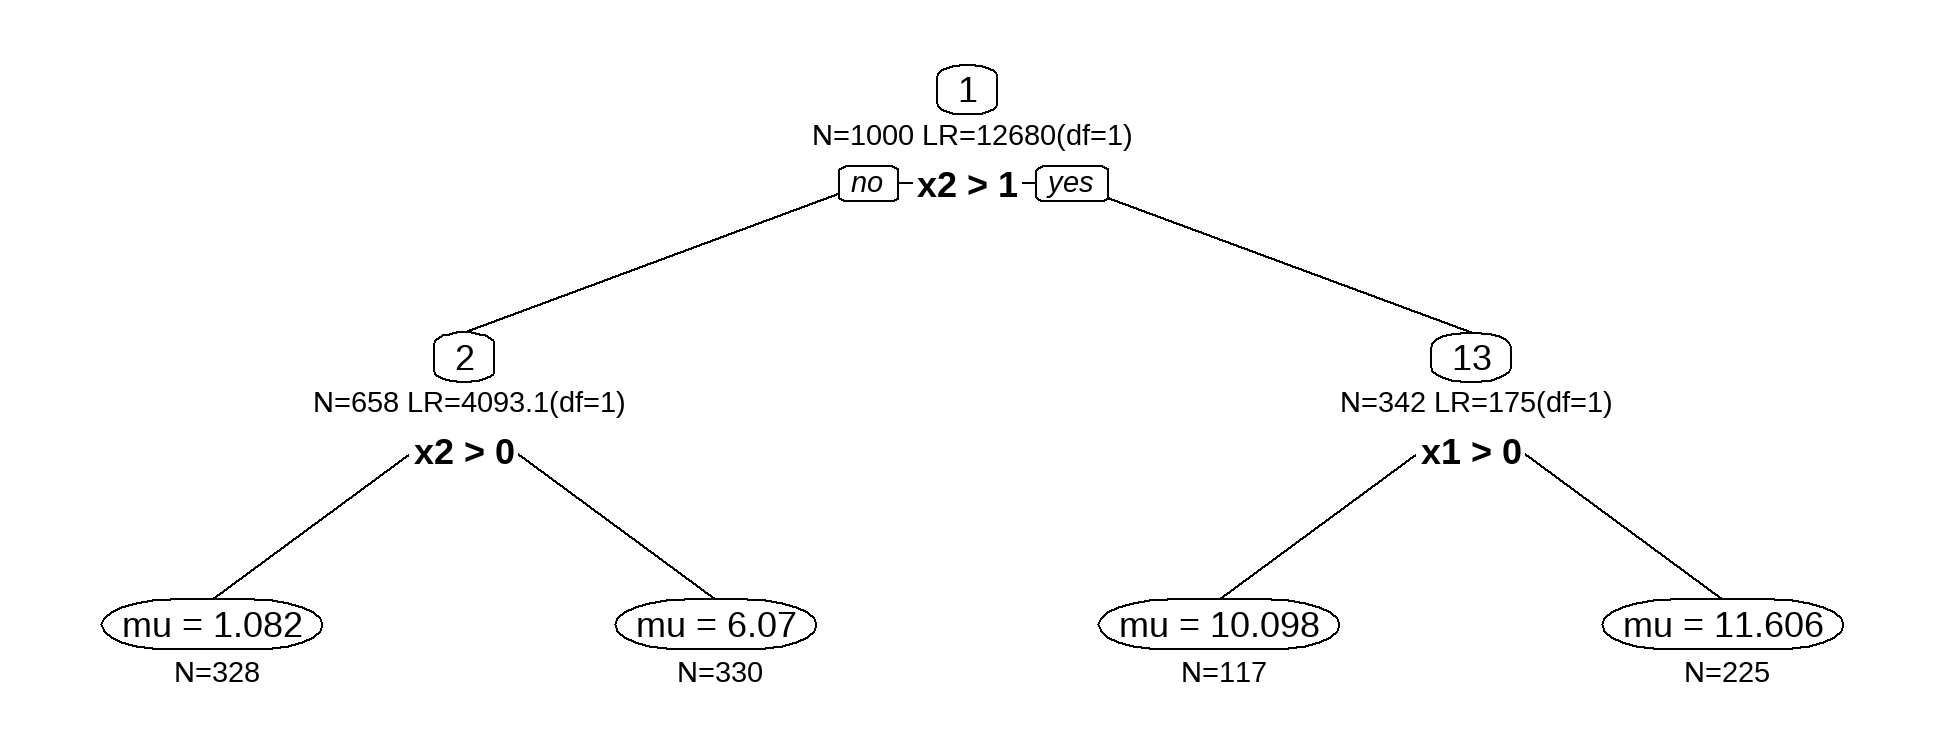 1
N=1000 LR=12680(df=1)
no x2 > 1 yes
2 13
N=658 LR=4093.1(df=1) N=342 LR=175(df=1)
x2 > 0 x1 > 0
mu = 1.082 mu = 6.07 mu = 10.098 mu = 11.606
N=328 N=330 N=117 N=225